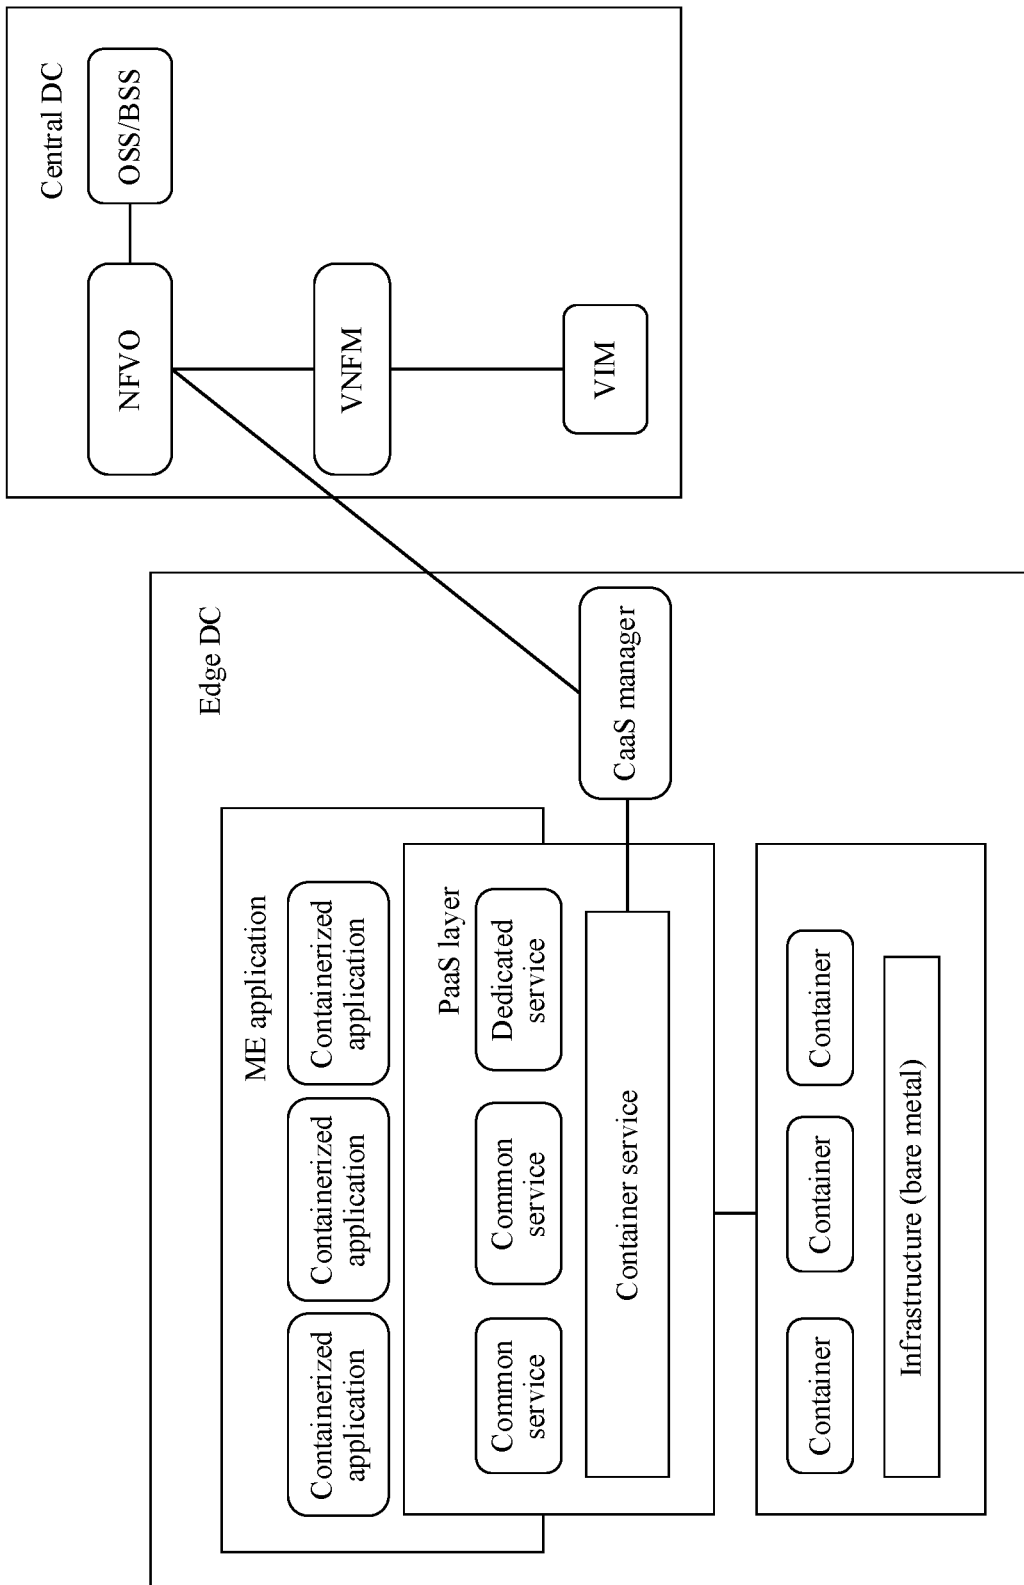 Edge DC
ME application
Containerized
application
Containerized
application
Containerized
application
PaaS layer
Common
service
Common
service
Dedicated
service
Container service
CaaS manager
Container
Container
Container
Infrastructure (bare metal)
Central DC
NFVO
OSS/BSS
VNFM
VIM